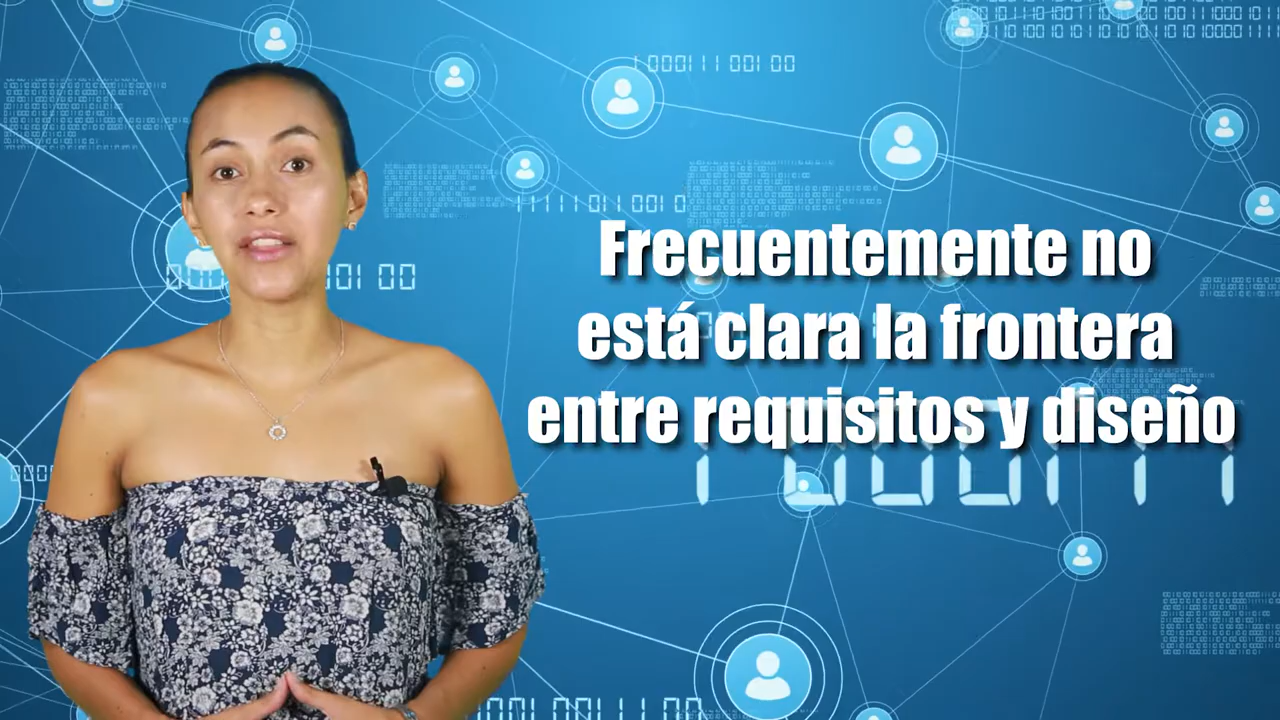 Frecuentemente no
está clara la frontera
entre requisitos y diseño